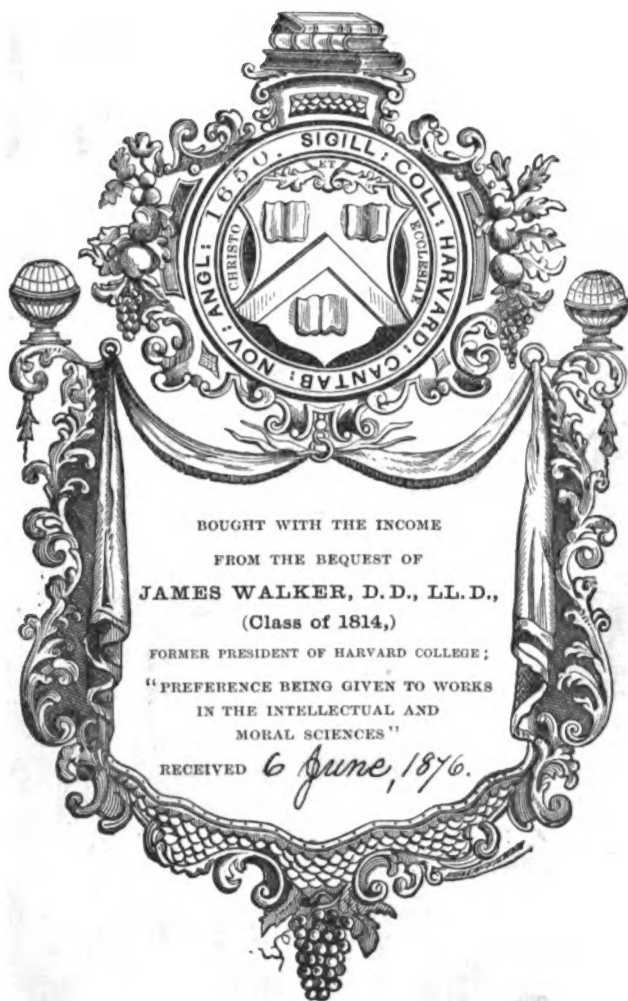 SIGILL: COLL: HARVARD: CANTAB: NOV: ANGL: 1650.
ET
CHRISTO
ECCLESIAE
BOUGHT WITH THE INCOME
FROM THE BEQUEST OF
JAMES WALKER, D.D., LL.D.,
(Class of 1814,)
FORMER PRESIDENT OF HARVARD COLLEGE;
"PREFERENCE BEING GIVEN TO WORKS
IN THE INTELLECTUAL AND
MORAL SCIENCES"
RECEIVED 6 June, 1876.